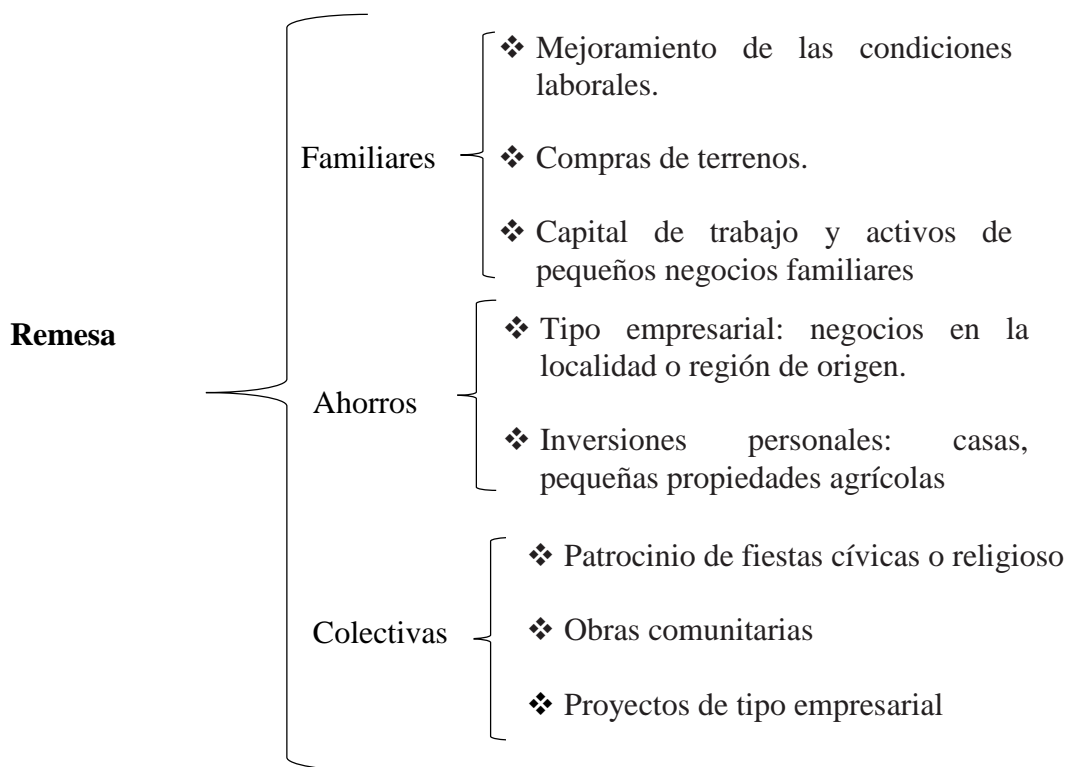 Remesa
Familiares
❖ Mejoramiento de las condiciones
laborales.
❖ Compras de terrenos.
❖ Capital de trabajo y activos de
pequeños negocios familiares
Ahorros
❖ Tipo empresarial: negocios en la
localidad o región de origen.
❖ Inversiones personales: casas,
pequeñas propiedades agrícolas
Colectivas
❖ Patrocinio de fiestas cívicas o religioso
❖ Obras comunitarias
❖ Proyectos de tipo empresarial